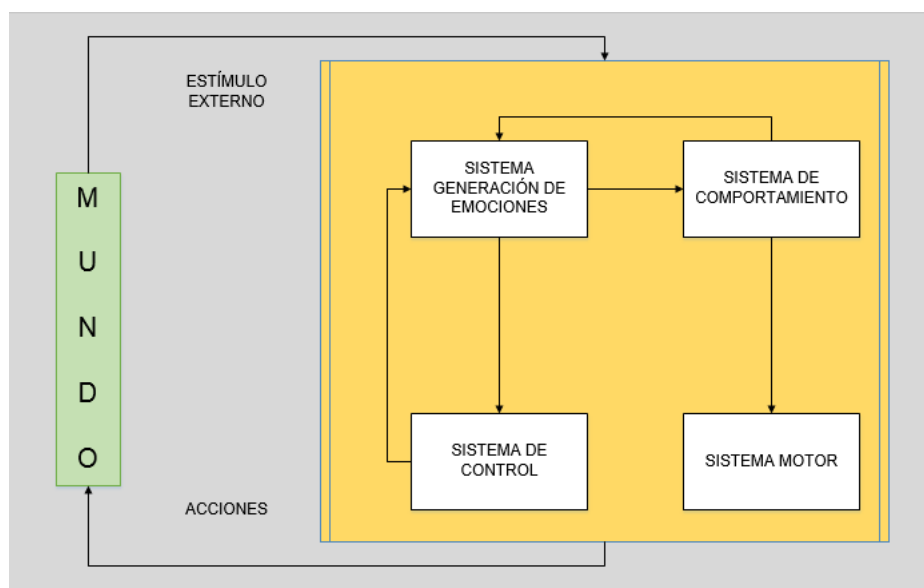 ESTÍMULO
EXTERNO
M
U
N
D
O
SISTEMA
GENERACIÓN DE
EMOCIONES
SISTEMA DE
COMPORTAMIENTO
SISTEMA DE
CONTROL
SISTEMA MOTOR
ACCIONES